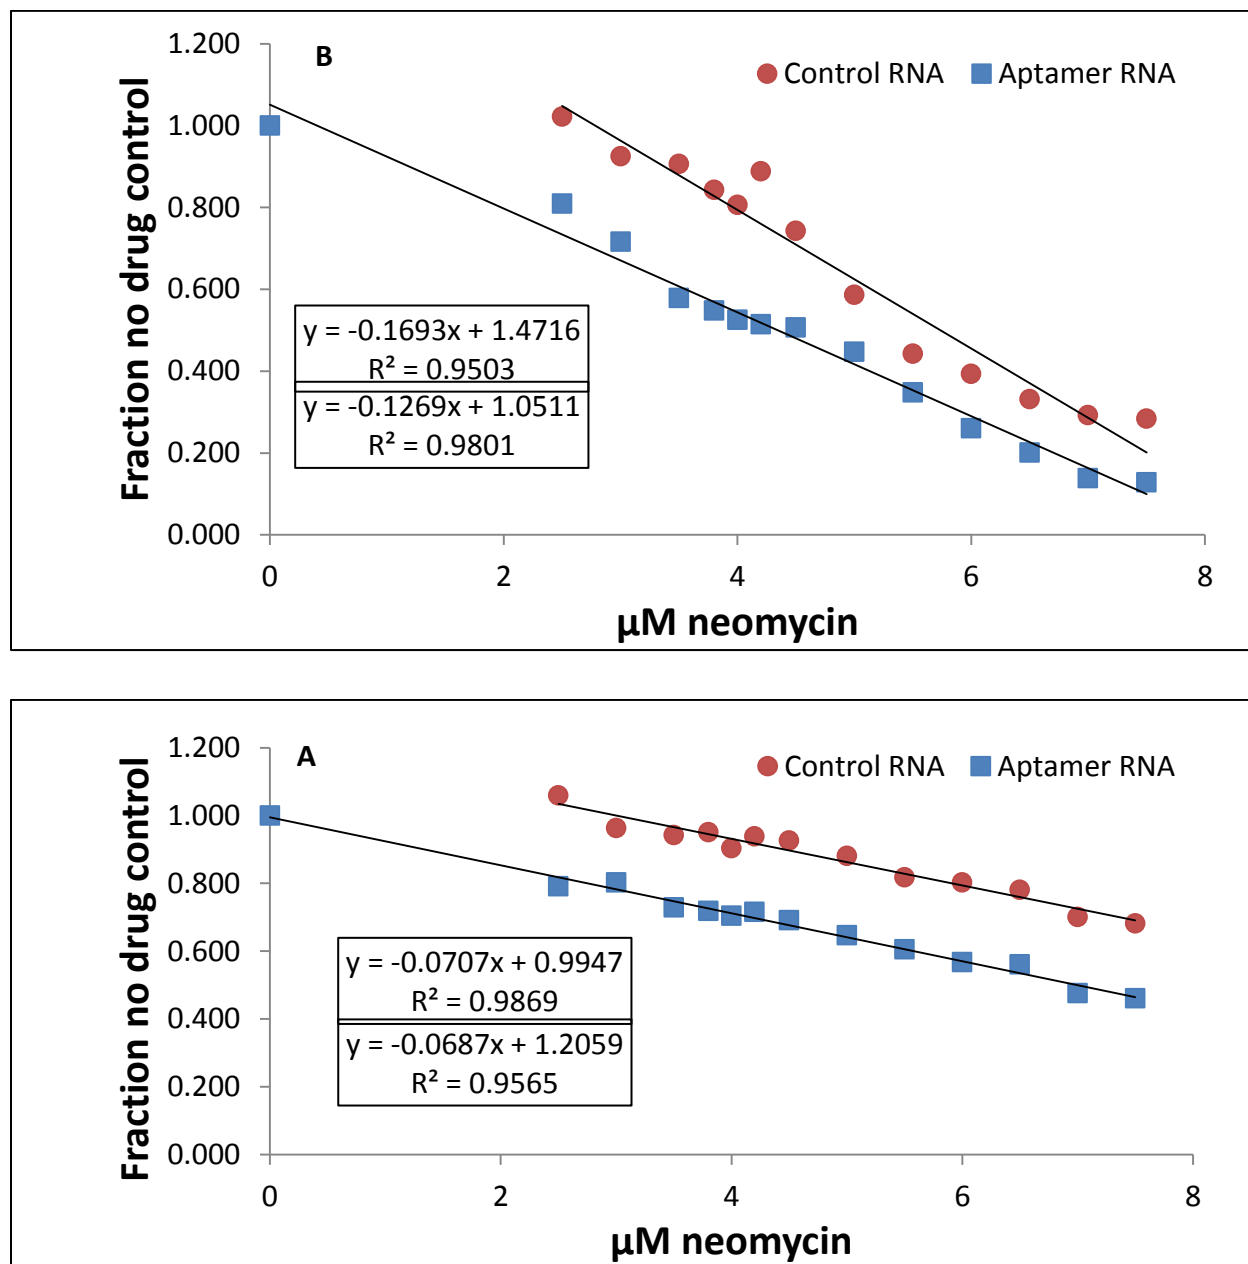 B
Control RNA Aptamer RNA
Fraction no drug control
1.200
1.000
0.800
0.600
0.400
0.200
0.000
y = -0.1693x + 1.4716
R² = 0.9503
y = -0.1269x + 1.0511
R² = 0.9801
0 2 4 6 8
µM neomycin
A
Control RNA Aptamer RNA
Fraction no drug control
1.200
1.000
0.800
0.600
0.400
0.200
0.000
y = -0.0707x + 0.9947
R² = 0.9869
y = -0.0687x + 1.2059
R² = 0.9565
0 2 4 6 8
µM neomycin